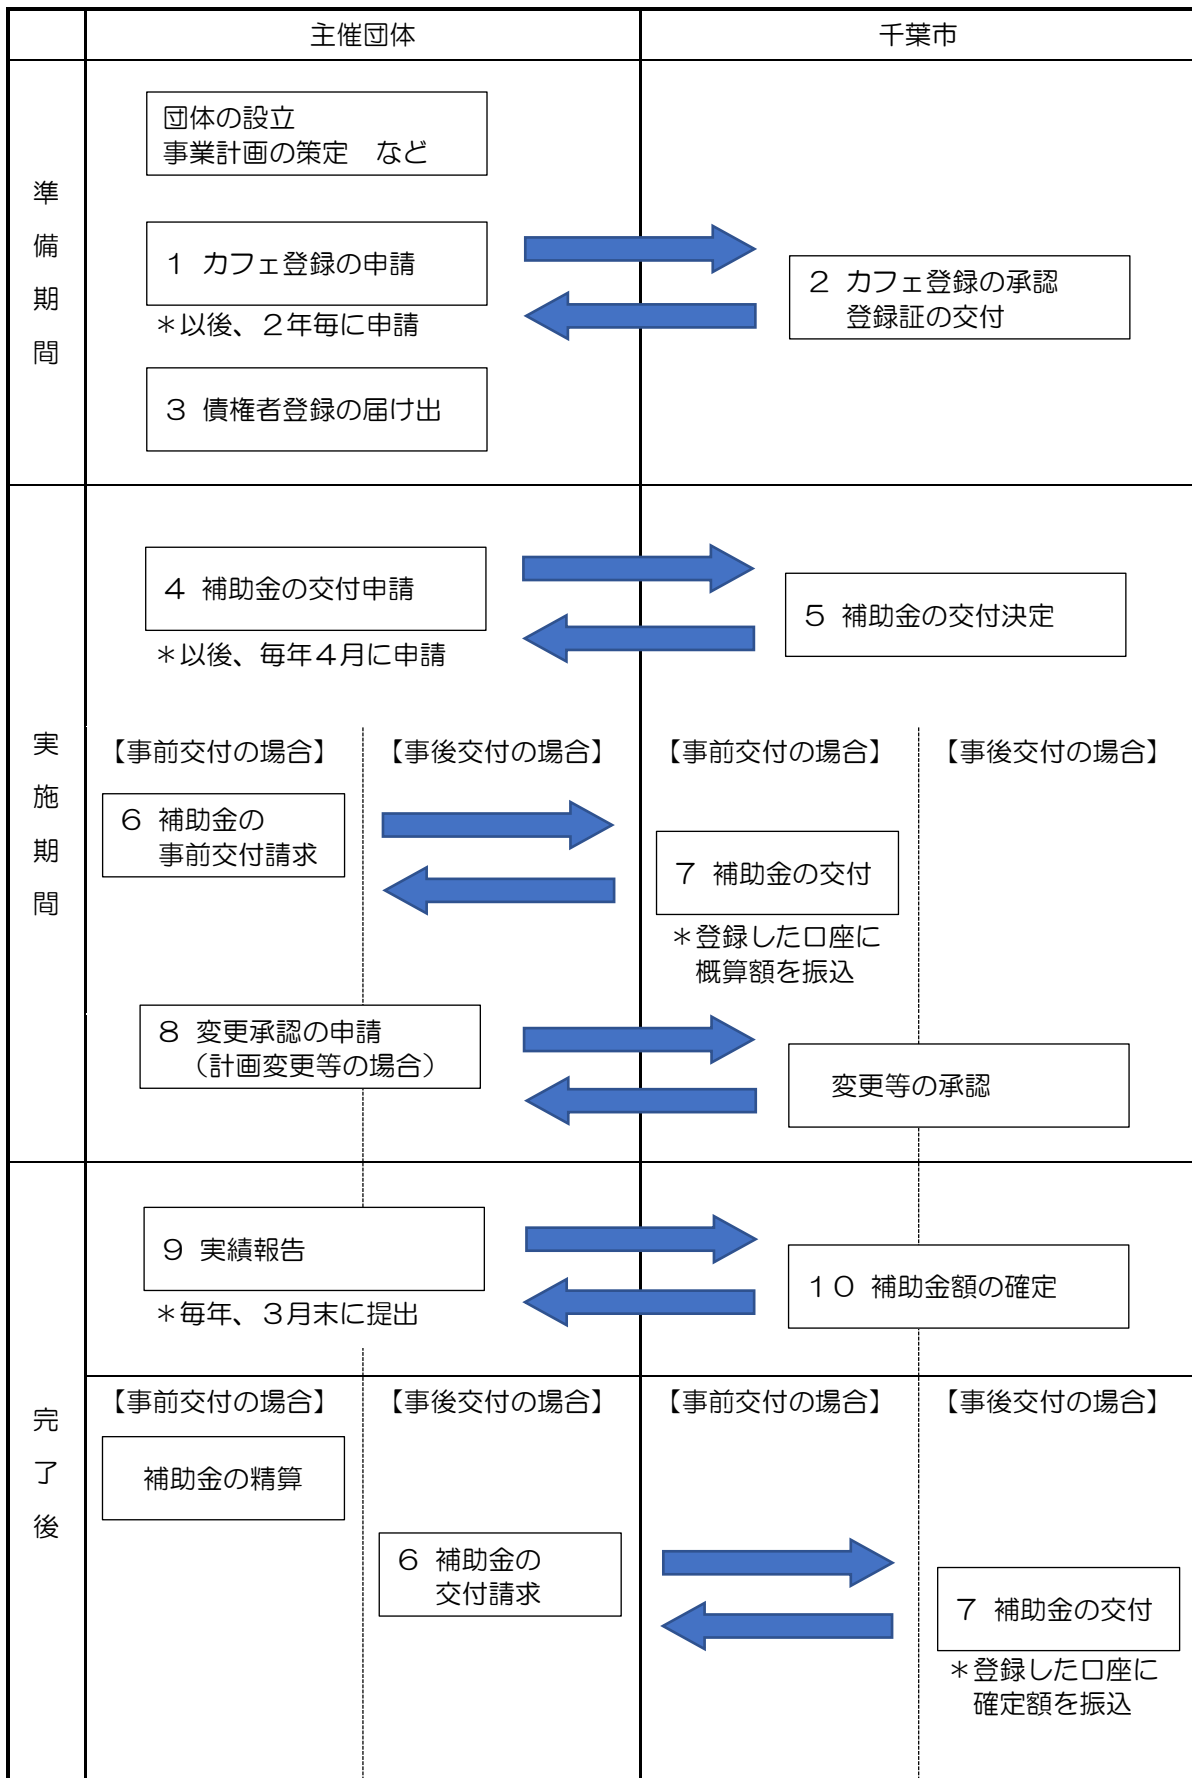 主催団体
千葉市
準備期間
団体の設立
事業計画の策定　など
１ カフェ登録の申請
＊以後、２年毎に申請
２ カフェ登録の承認
登録証の交付
３ 債権者登録の届け出
実施期間
４ 補助金の交付申請
＊以後、毎年４月に申請
５ 補助金の交付決定
【事前交付の場合】
【事後交付の場合】
【事前交付の場合】
【事後交付の場合】
６ 補助金の
事前交付請求
７ 補助金の交付
＊登録した口座に
概算額を振込
８ 変更承認の申請
（計画変更等の場合）
変更等の承認
完了後
９ 実績報告
＊毎年、３月末に提出
１０ 補助金額の確定
【事前交付の場合】
【事後交付の場合】
【事前交付の場合】
【事後交付の場合】
補助金の精算
６ 補助金の
交付請求
７ 補助金の交付
＊登録した口座に
確定額を振込